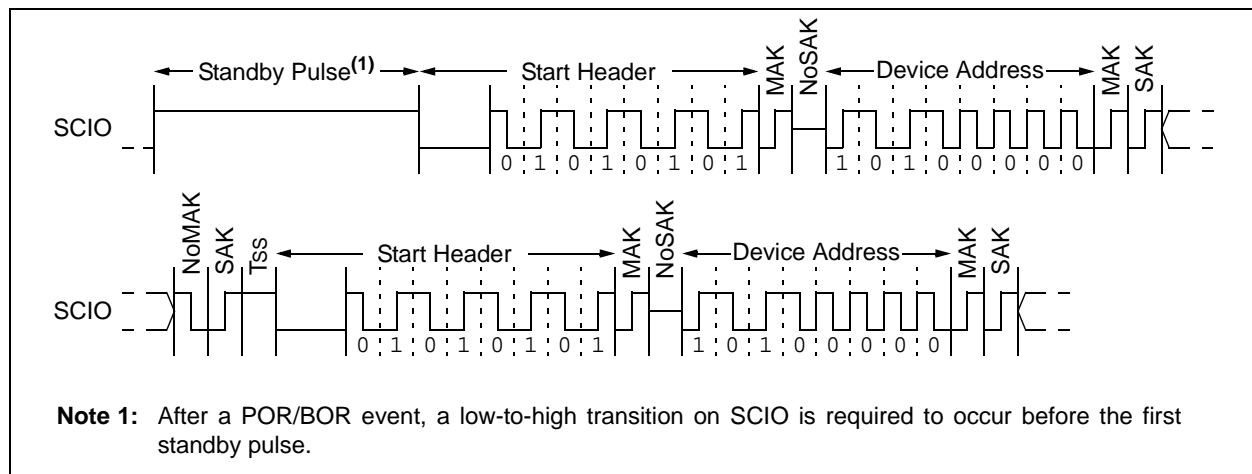 Standby Pulse(1) Start Header MAK NoSAK Device Address MAK SAK
SCIO
0 1 0 1 0 1 0 1 1 0 1 0 0 0 0 0
NoMAK SAK TSS Start Header MAK NoSAK Device Address MAK SAK
SCIO
0 1 0 1 0 1 0 1 1 0 1 0 0 0 0 0
Note 1: After a POR/BOR event, a low-to-high transition on SCIO is required to occur before the first
standby pulse.